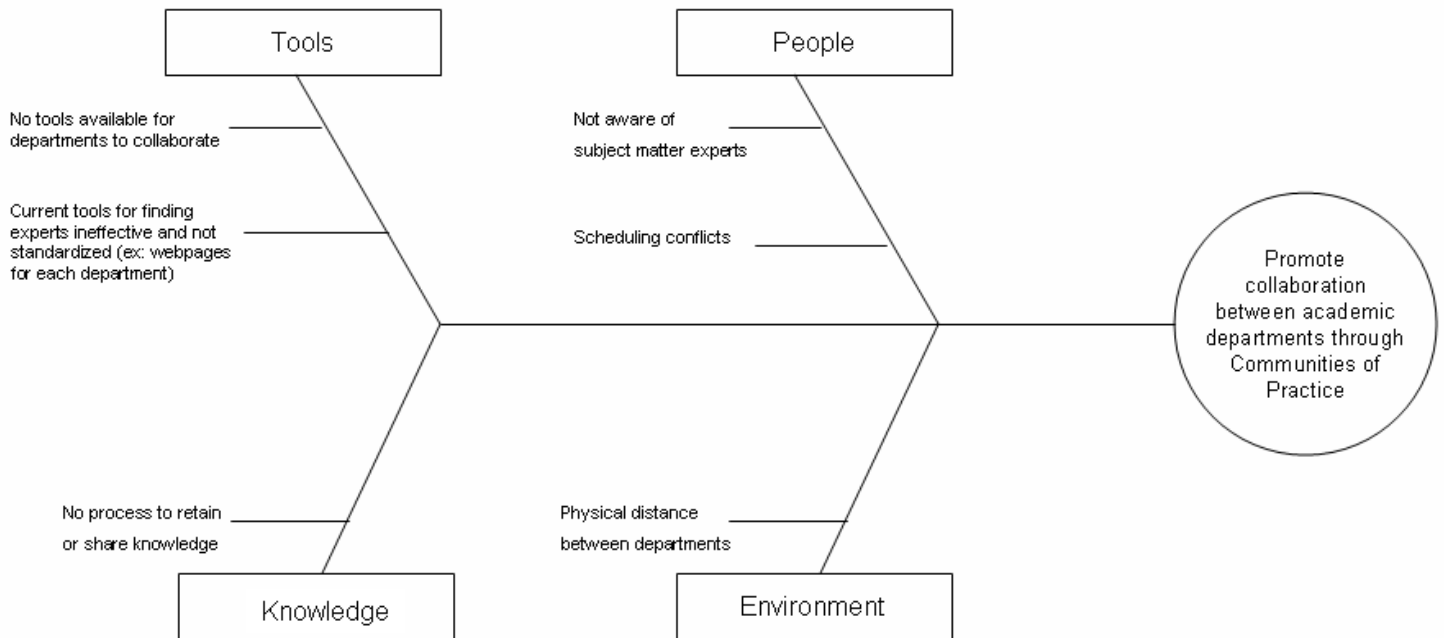 Tools
People
No tools available for
departments to collaborate
Not aware of
subject matter experts
Current tools for finding
experts ineffective and not
standardized (ex: webpages
for each department)
Scheduling conflicts
Promote
collaboration
between academic
departments through
Communities of
Practice
No process to retain
or share knowledge
Physical distance
between departments
Knowledge
Environment